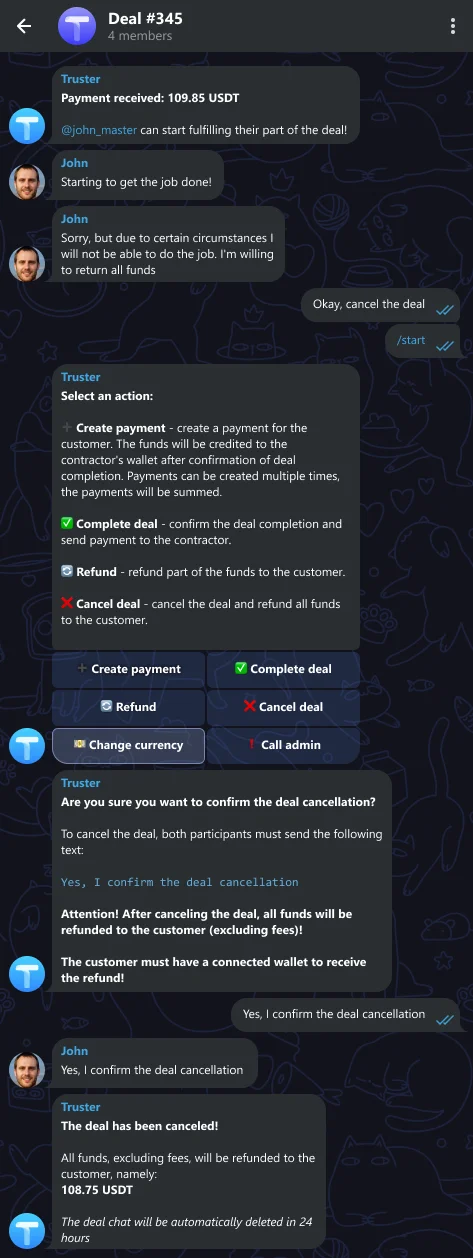 Deal #345
4 members
Truster
Payment received: 109.85 USDT
@john_master can start fulfilling their part of the deal!
John
Starting to get the job done!
John
Sorry, but due to certain circumstances I
will not be able to do the job. I'm willing
to return all funds
Okay, cancel the deal
/start
Truster
Select an action:
➕ Create payment - create a payment for the
customer. The funds will be credited to the
contractor's wallet after confirmation of deal
completion. Payments can be created multiple times,
the payments will be summed.
✅ Complete deal - confirm the deal completion and
send payment to the contractor.
🔄 Refund - refund part of the funds to the customer.
❌ Cancel deal - cancel the deal and refund all funds
to the customer.
➕ Create payment
✅ Complete deal
🔄 Refund
❌ Cancel deal
💴 Change currency
❗ Call admin
Truster
Are you sure you want to confirm the deal cancellation?
To cancel the deal, both participants must send the following
text:
Yes, I confirm the deal cancellation
Attention! After canceling the deal, all funds will be
refunded to the customer (excluding fees)!
The customer must have a connected wallet to receive
the refund!
Yes, I confirm the deal cancellation
John
Yes, I confirm the deal cancellation
Truster
The deal has been canceled!
All funds, excluding fees, will be refunded to the
customer, namely:
108.75 USDT
The deal chat will be automatically deleted in 24
hours